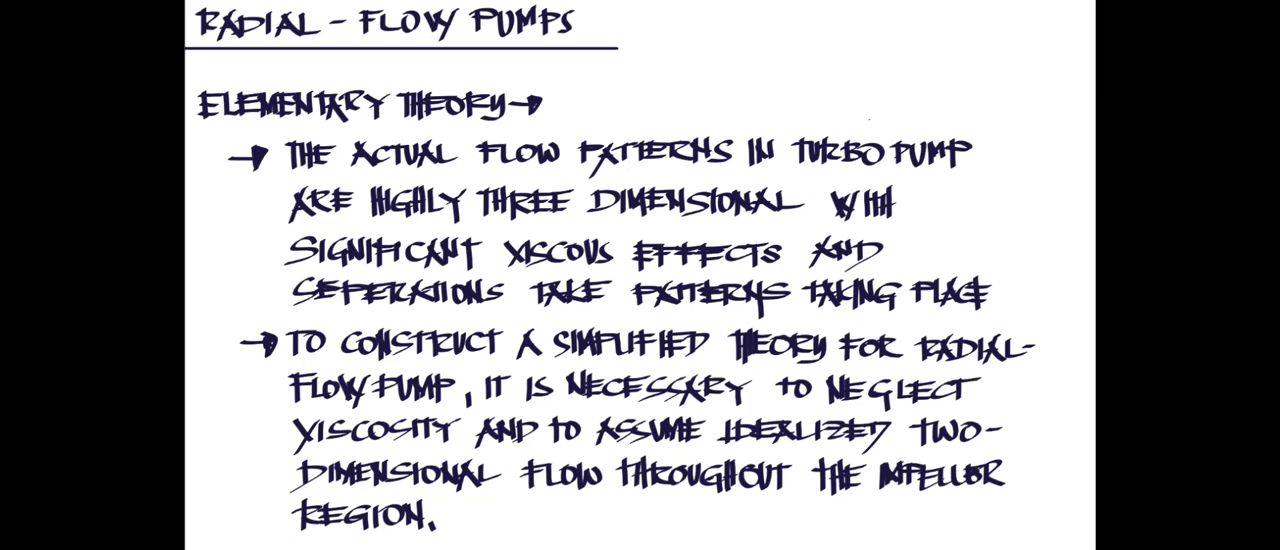 RADIAL - FLOW PUMPS
ELEMENTARY THEORY →
→ THE ACTUAL FLOW PATTERNS IN TURBO PUMP
ARE HIGHLY THREE DIMENSIONAL WITH
SIGNIFICANT VISCOUS EFFECTS AND
SEPERATIONS TAKE PATTERNS TAKING PLACE
→ TO CONSTRUCT A SIMPLIFIED THEORY FOR RADIAL-
FLOW PUMP, IT IS NECESSARY TO NEGLECT
VISCOSITY AND TO ASSUME IDEALIZED TWO-
DIMENSIONAL FLOW THROUGHOUT THE IMPELLER
REGION.